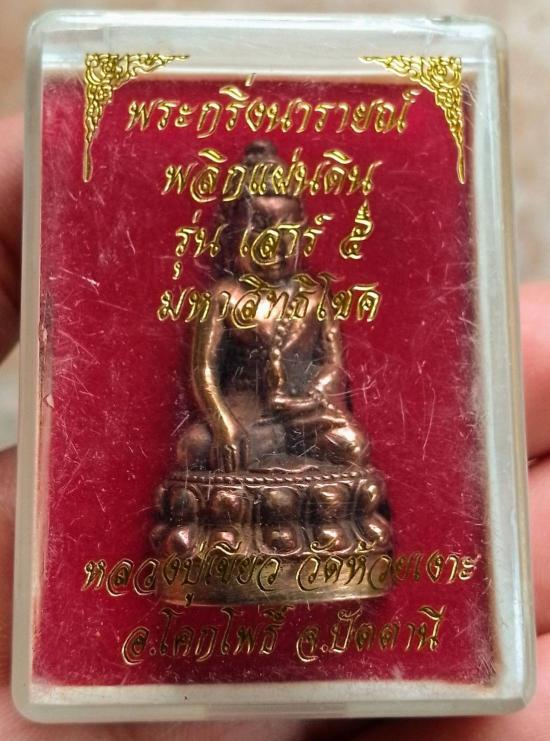 พระกริ่งนารายณ์
พลิกแผ่นดิน
รุ่น เสาร์ ๕
มหาสิทธิโชค
หลวงปู่เขียว วัดห้วยเงาะ
อ.โคกโพธิ์ จ.ปัตตานี